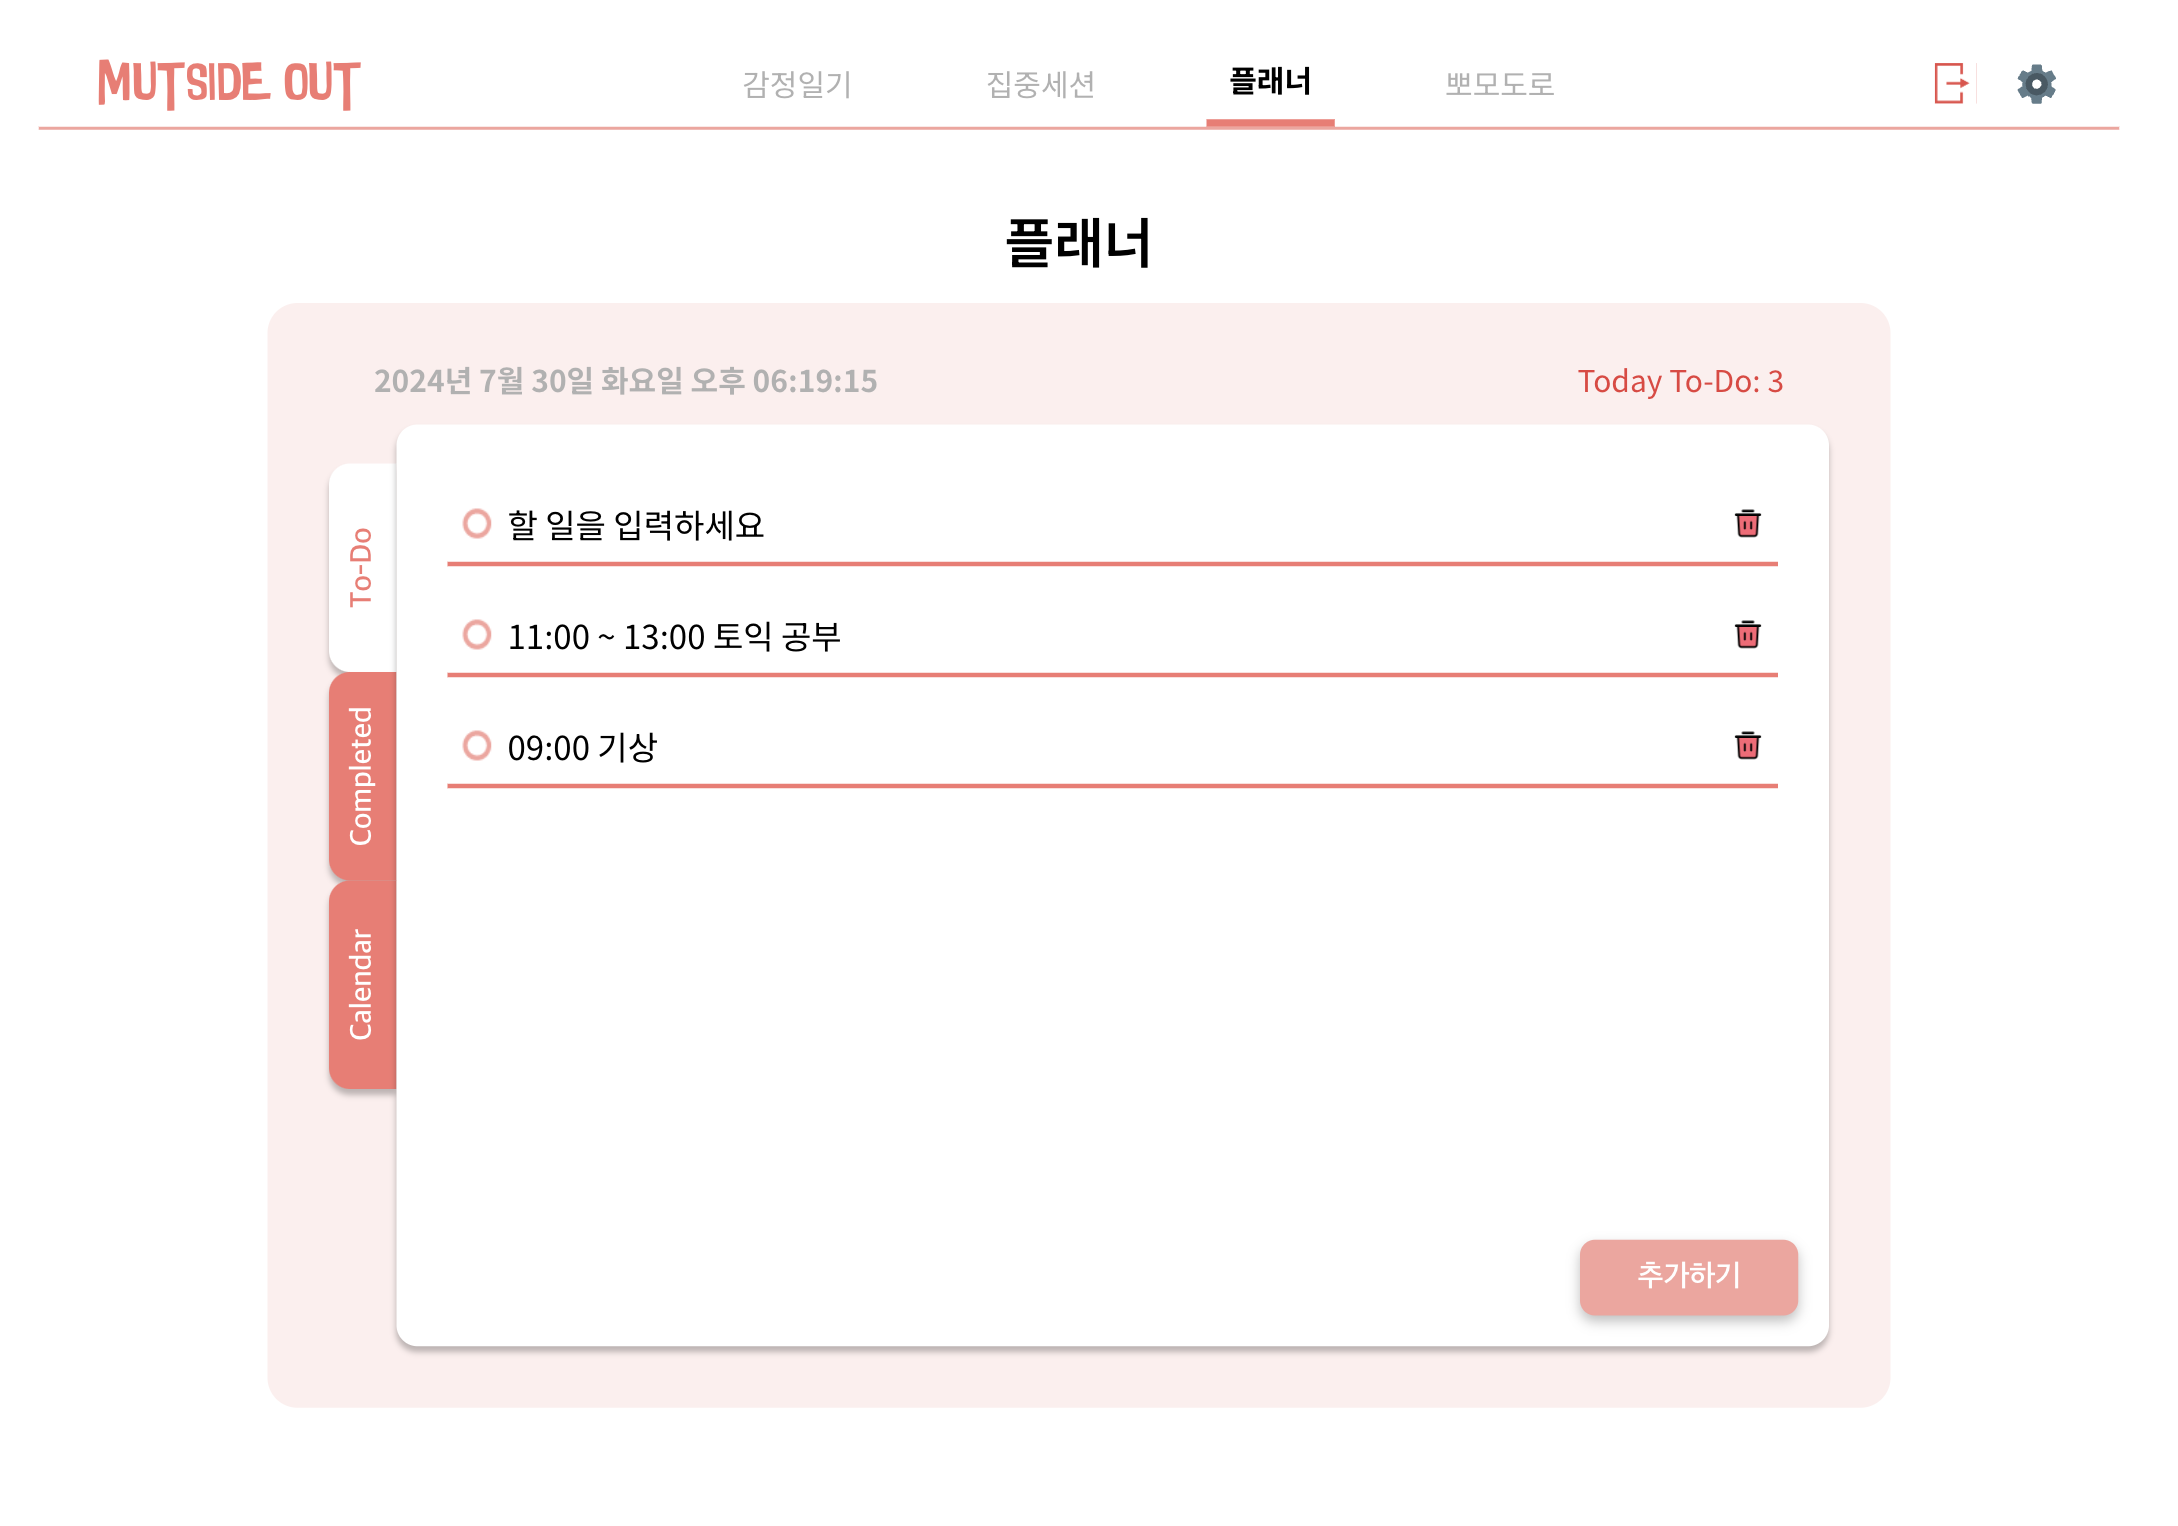 MUTSIDE OUT
감정일기
집중세션
플래너
뽀모도로
플래너
2024년 7월 30일 화요일 오후 06:19:15
Today To-Do: 3
To-Do
Completed
Calendar
할 일을 입력하세요
11:00 ~ 13:00 토익 공부
09:00 기상
추가하기